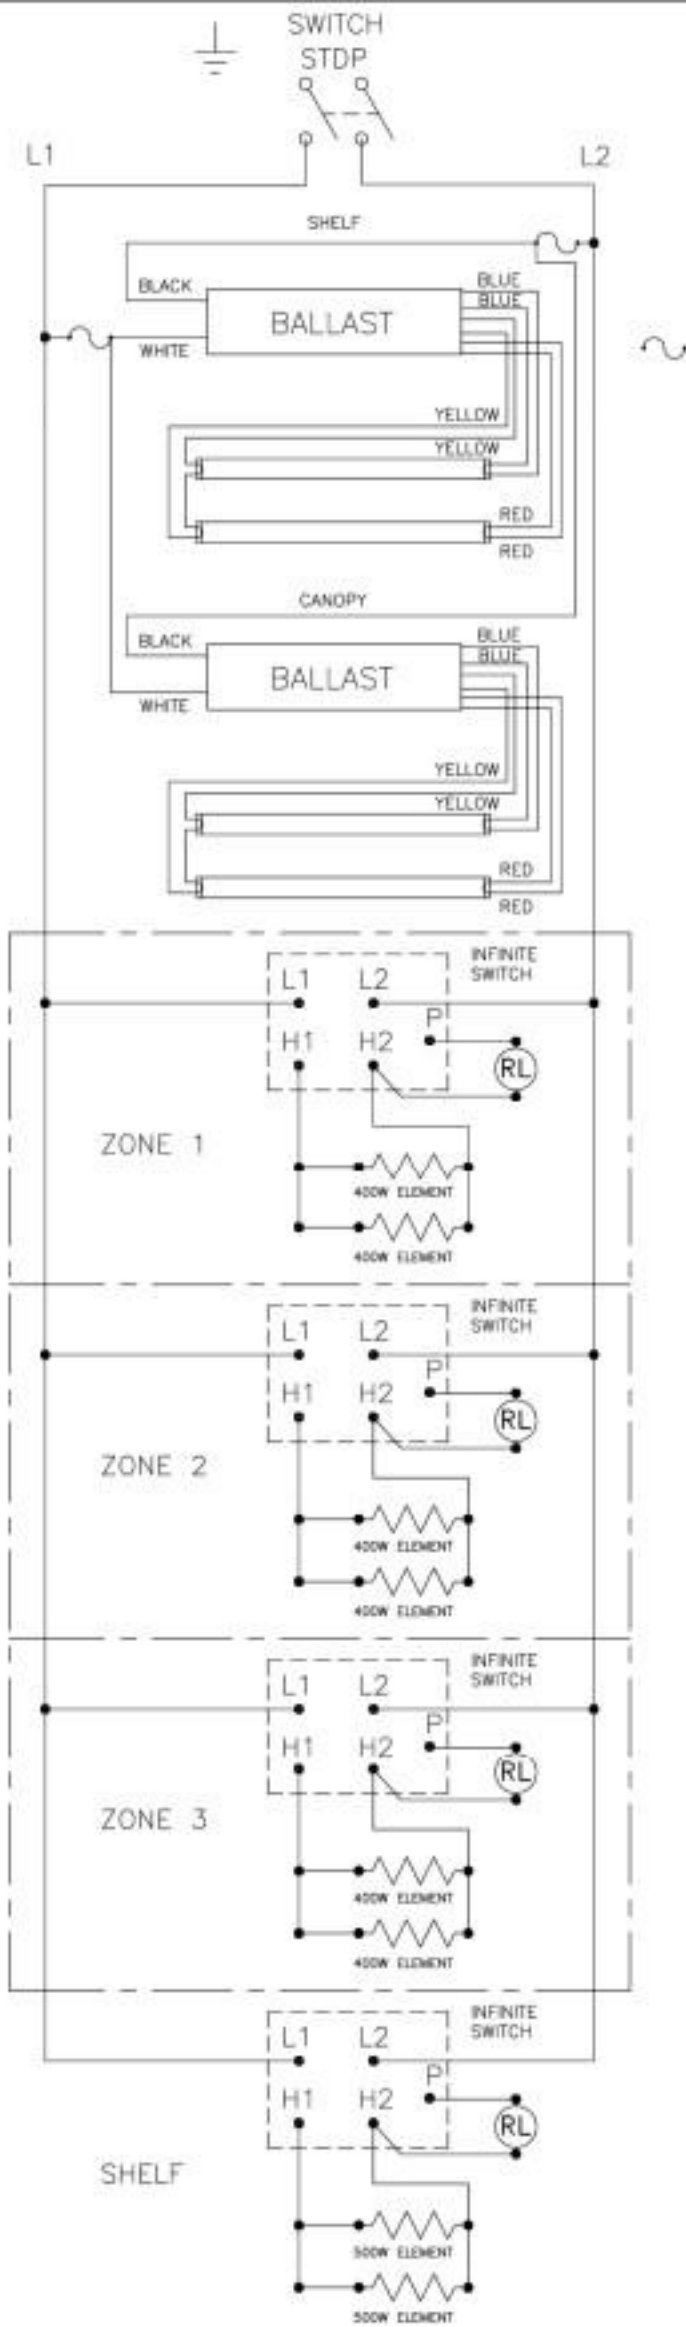 SWITCH
STDP
L1
L2
SHELF
BLACK
BLUE
BLUE
BALLAST
WHITE
YELLOW
YELLOW
RED
RED
CANOPY
BLACK
BLUE
BLUE
BALLAST
WHITE
YELLOW
YELLOW
RED
RED
INFINITE
SWITCH
L1 L2
P
H1 H2
RL
ZONE 1
400W ELEMENT
400W ELEMENT
INFINITE
SWITCH
L1 L2
P
H1 H2
RL
ZONE 2
400W ELEMENT
400W ELEMENT
INFINITE
SWITCH
L1 L2
P
H1 H2
RL
ZONE 3
400W ELEMENT
400W ELEMENT
INFINITE
SWITCH
L1 L2
P
H1 H2
RL
SHELF
500W ELEMENT
500W ELEMENT